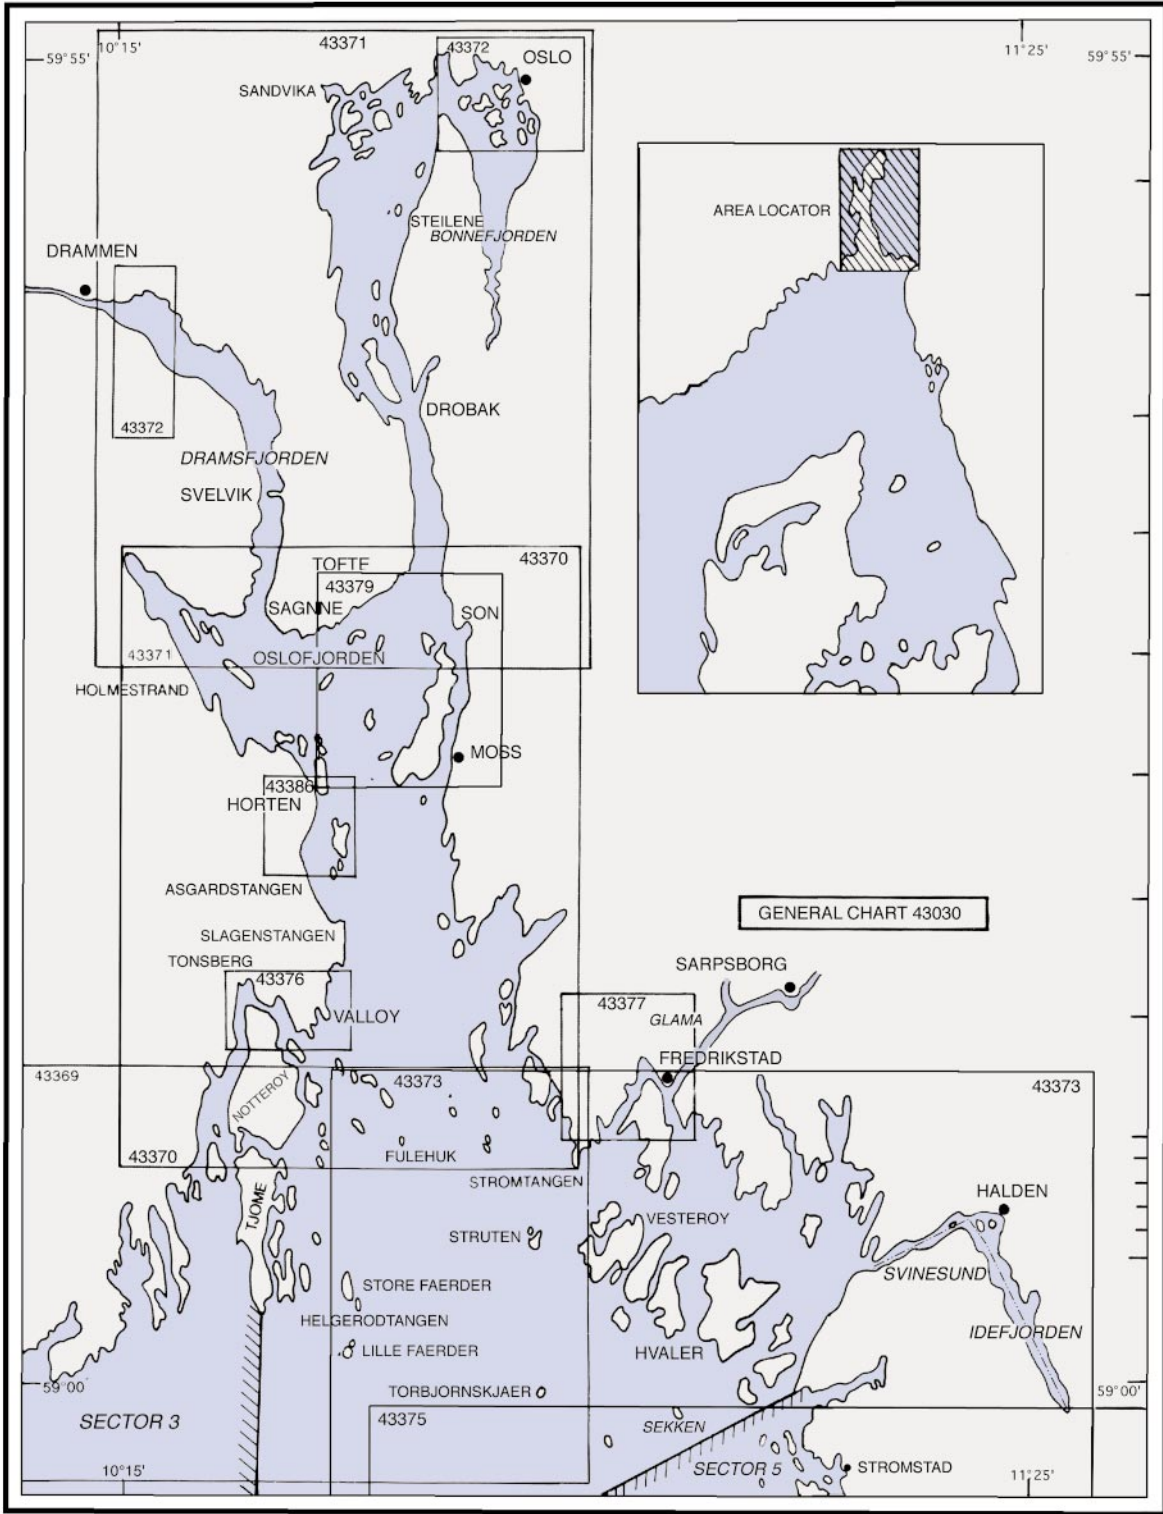 10°15'
43371
43372
11°25'
59°55'
OSLO
59°55'
SANDVIKA
AREA LOCATOR
STEILENE
BONNEFJORDEN
DRAMMEN
DROBAK
43372
DRAMSFJORDEN
SVELVIK
43370
TOFTE
43379
SAGNNE
SON
43371
OSLOFJORDEN
HOLMESTRAND
MOSS
43386
HORTEN
ASGARDSTANGEN
GENERAL CHART 43030
SLAGENSTANGEN
TONSBERG
SARPSBORG
43376
43377
VALLOY
GLAMA
FREDRIKSTAD
43369
43373
43373
NOTTEROY
43370
FULEHUK
STROMTANGEN
HALDEN
TJOME
VESTEROY
STRUTEN
SVINESUND
STORE FAERDER
HELGERODTANGEN
IDEFJORDEN
LILLE FAERDER
HVALER
59°00
TORBJORNSKJAER
59°00'
SECTOR 3
43375
SEKKEN
10°15'
SECTOR 5
STROMSTAD
11°25'